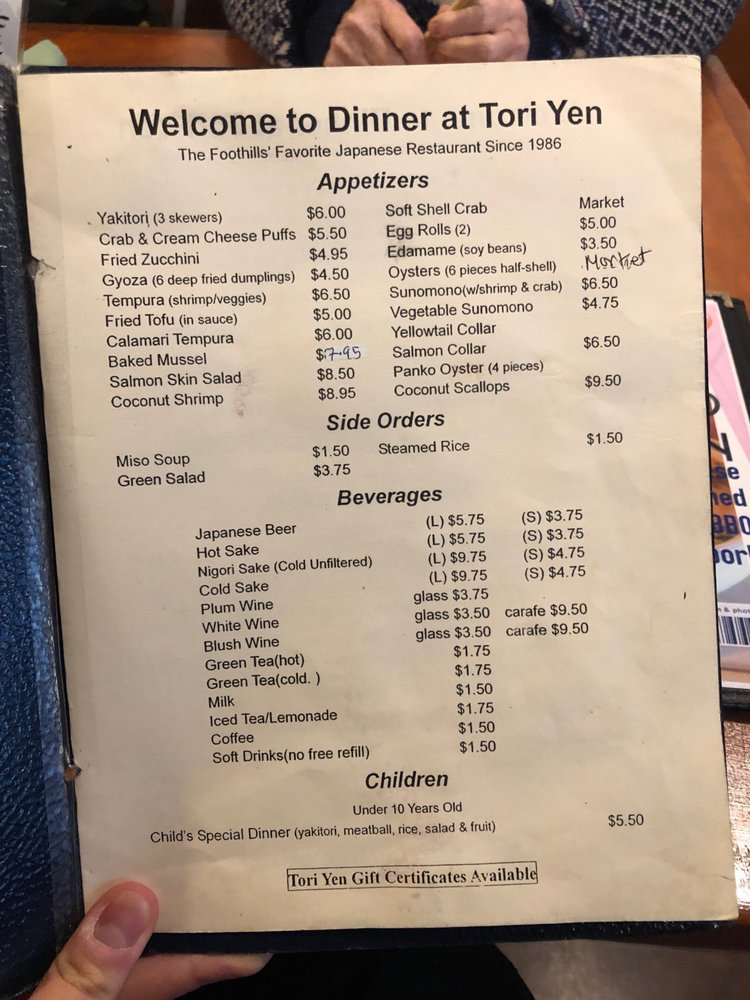 Welcome to Dinner at Tori Yen
The Foothills' Favorite Japanese Restaurant Since 1986
Appetizers
Yakitori (3 skewers) $6.00
Crab & Cream Cheese Puffs $5.50
Fried Zucchini $4.95
Gyoza (6 deep fried dumplings) $4.50
Tempura (shrimp/veggies) $6.50
Fried Tofu (in sauce) $5.00
Calamari Tempura $6.00
Baked Mussel $7.95
Salmon Skin Salad $8.50
Coconut Shrimp $8.95
Soft Shell Crab Market
Egg Rolls (2) $5.00
Edamame (soy beans) $3.50
Oysters (6 pieces half-shell) Market
Sunomono(w/shrimp & crab) $6.50
Vegetable Sunomono $4.75
Yellowtail Collar
Salmon Collar $6.50
Panko Oyster (4 pieces)
Coconut Scallops $9.50
Side Orders
Miso Soup $1.50 Steamed Rice $1.50
Green Salad $3.75
Beverages
Japanese Beer (L) $5.75 (S) $3.75
Hot Sake (L) $5.75 (S) $3.75
Nigori Sake (Cold Unfiltered) (L) $9.75 (S) $4.75
Cold Sake (L) $9.75 (S) $4.75
Plum Wine glass $3.75
White Wine glass $3.50 carafe $9.50
Blush Wine glass $3.50 carafe $9.50
Green Tea(hot) $1.75
Green Tea(cold. ) $1.75
Milk $1.50
Iced Tea/Lemonade $1.75
Coffee $1.50
Soft Drinks(no free refill) $1.50
Children
Under 10 Years Old
Child's Special Dinner (yakitori, meatball, rice, salad & fruit) $5.50
Tori Yen Gift Certificates Available